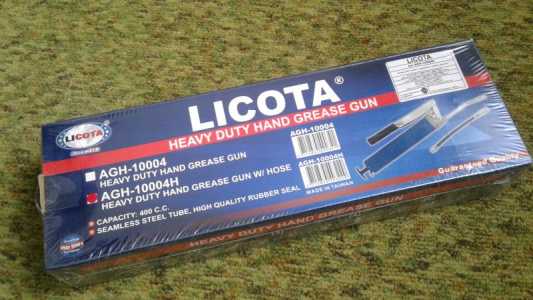 LICOTA
LICOTA®
HEAVY DUTY HAND GREASE GUN
LICOTA
AGH-10004
HEAVY DUTY HAND GREASE GUN
AGH-10004H
HEAVY DUTY HAND GREASE GUN W/ HOSE
CAPACITY: 400 C.C.
SEAMLESS STEEL TUBE, HIGH QUALITY RUBBER SEAL
AGH-10004
AGH-10004H
MADE IN TAIWAN
Guaranteed Quality
HEAVY DUTY HAND GREASE GUN